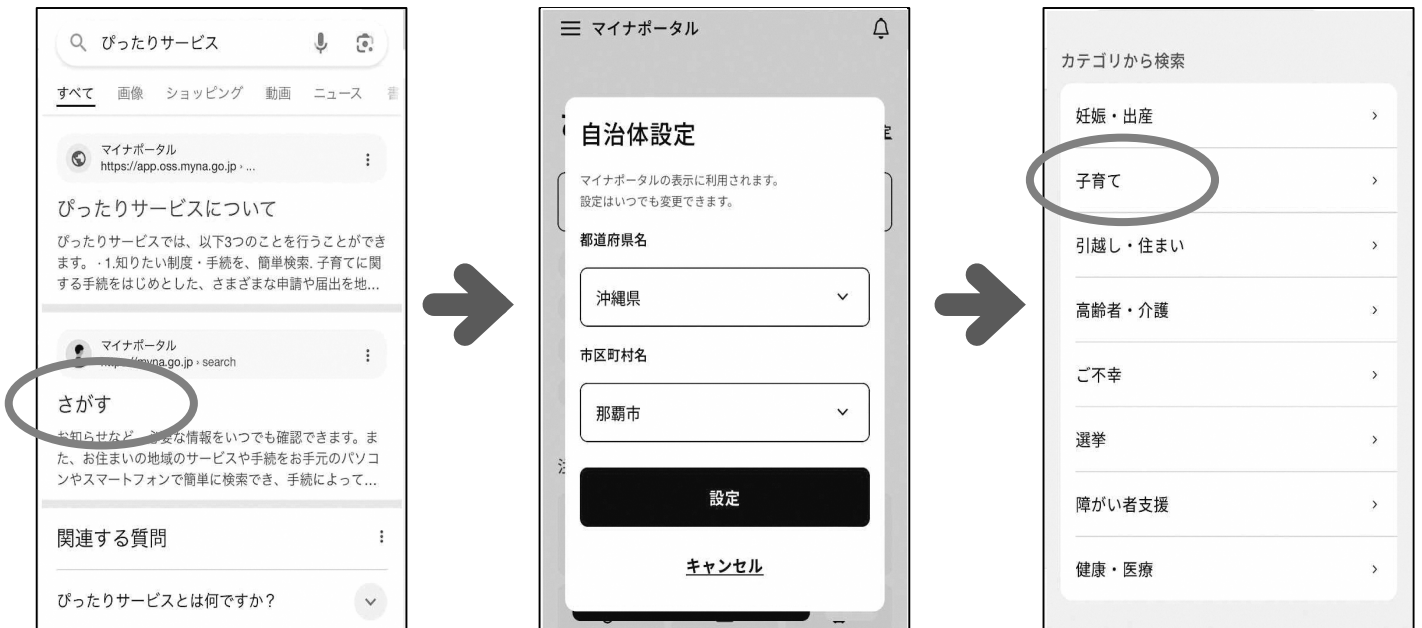 ぴったりサービス
すべて 画像 ショッピング 動画 ニュース
マイナポータル
https://app.oss.myna.go.jp › ...
ぴったりサービスについて
ぴったりサービスでは、以下3つのことを行うことができ
ます。 · 1.知りたい制度・手続を、簡単検索. 子育てに関
する手続をはじめとした、さまざまな申請や届出を地...
マイナポータル
myna.go.jp › search
さがす
お知らせなど、必要な情報をいつでも確認できます。ま
た、お住まいの地域のサービスや手続をお手元のパソコ
ンやスマートフォンで簡単に検索でき、手続によって...
関連する質問
ぴったりサービスとは何ですか？
マイナポータル
自治体設定
マイナポータルの表示に利用されます。
設定はいつでも変更できます。
都道府県名
沖縄県
市区町村名
那覇市
設定
キャンセル
カテゴリから検索
妊娠・出産
子育て
引越し・住まい
高齢者・介護
ご不幸
選挙
障がい者支援
健康・医療